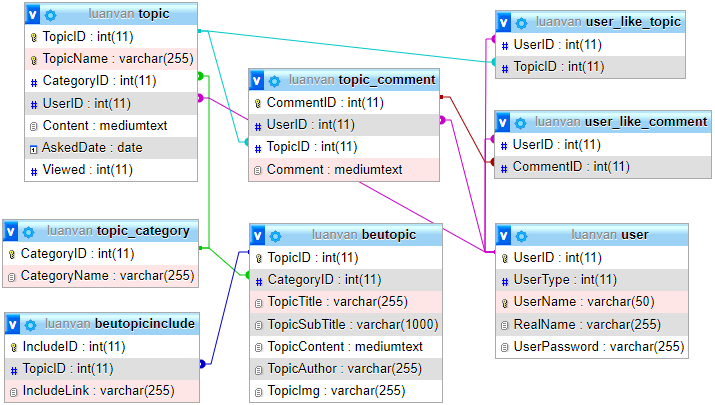 luanvan topic
TopicID : int(11)
TopicName : varchar(255)
CategoryID : int(11)
UserID : int(11)
Content : mediumtext
AskedDate : date
Viewed : int(11)
luanvan topic_comment
CommentID : int(11)
UserID : int(11)
TopicID : int(11)
Comment : mediumtext
luanvan user_like_topic
UserID : int(11)
TopicID : int(11)
luanvan user_like_comment
UserID : int(11)
CommentID : int(11)
luanvan topic_category
CategoryID : int(11)
CategoryName : varchar(255)
luanvan beutopic
TopicID : int(11)
CategoryID : int(11)
TopicTitle : varchar(255)
TopicSubTitle : varchar(1000)
TopicContent : mediumtext
TopicAuthor : varchar(255)
TopicImg : varchar(255)
luanvan user
UserID : int(11)
UserType : int(11)
UserName : varchar(50)
RealName : varchar(255)
UserPassword : varchar(255)
luanvan beutopicinclude
IncludeID : int(11)
TopicID : int(11)
IncludeLink : varchar(255)